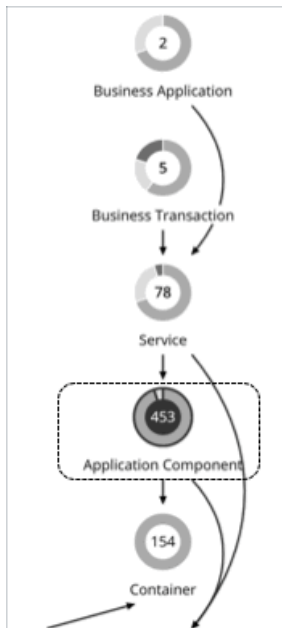 2
Business Application
5
Business Transaction
78
Service
453
Application Component
154
Container